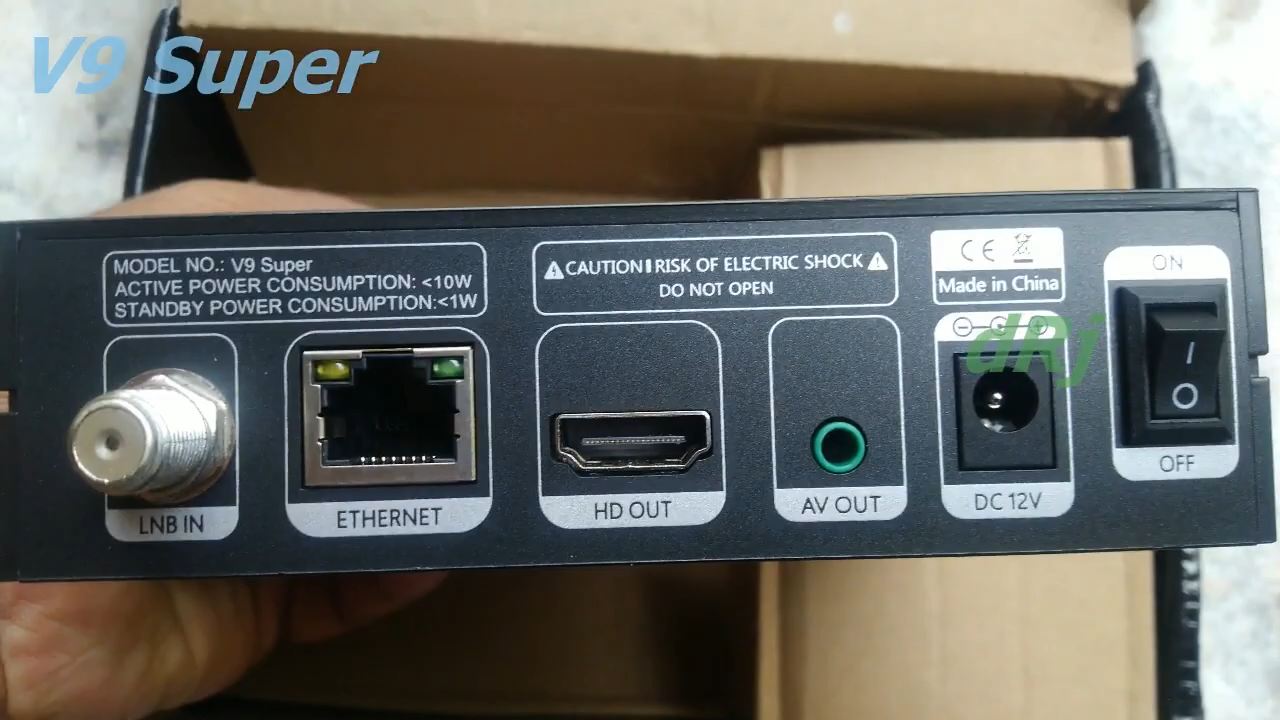 V9 Super
MODEL NO.: V9 Super
ACTIVE POWER CONSUMPTION: <10W
STANDBY POWER CONSUMPTION:<1W
CAUTION ! RISK OF ELECTRIC SHOCK
DO NOT OPEN
CE
Made in China
ON
dRj
I
O
LNB IN
ETHERNET
HD OUT
AV OUT
DC 12V
OFF